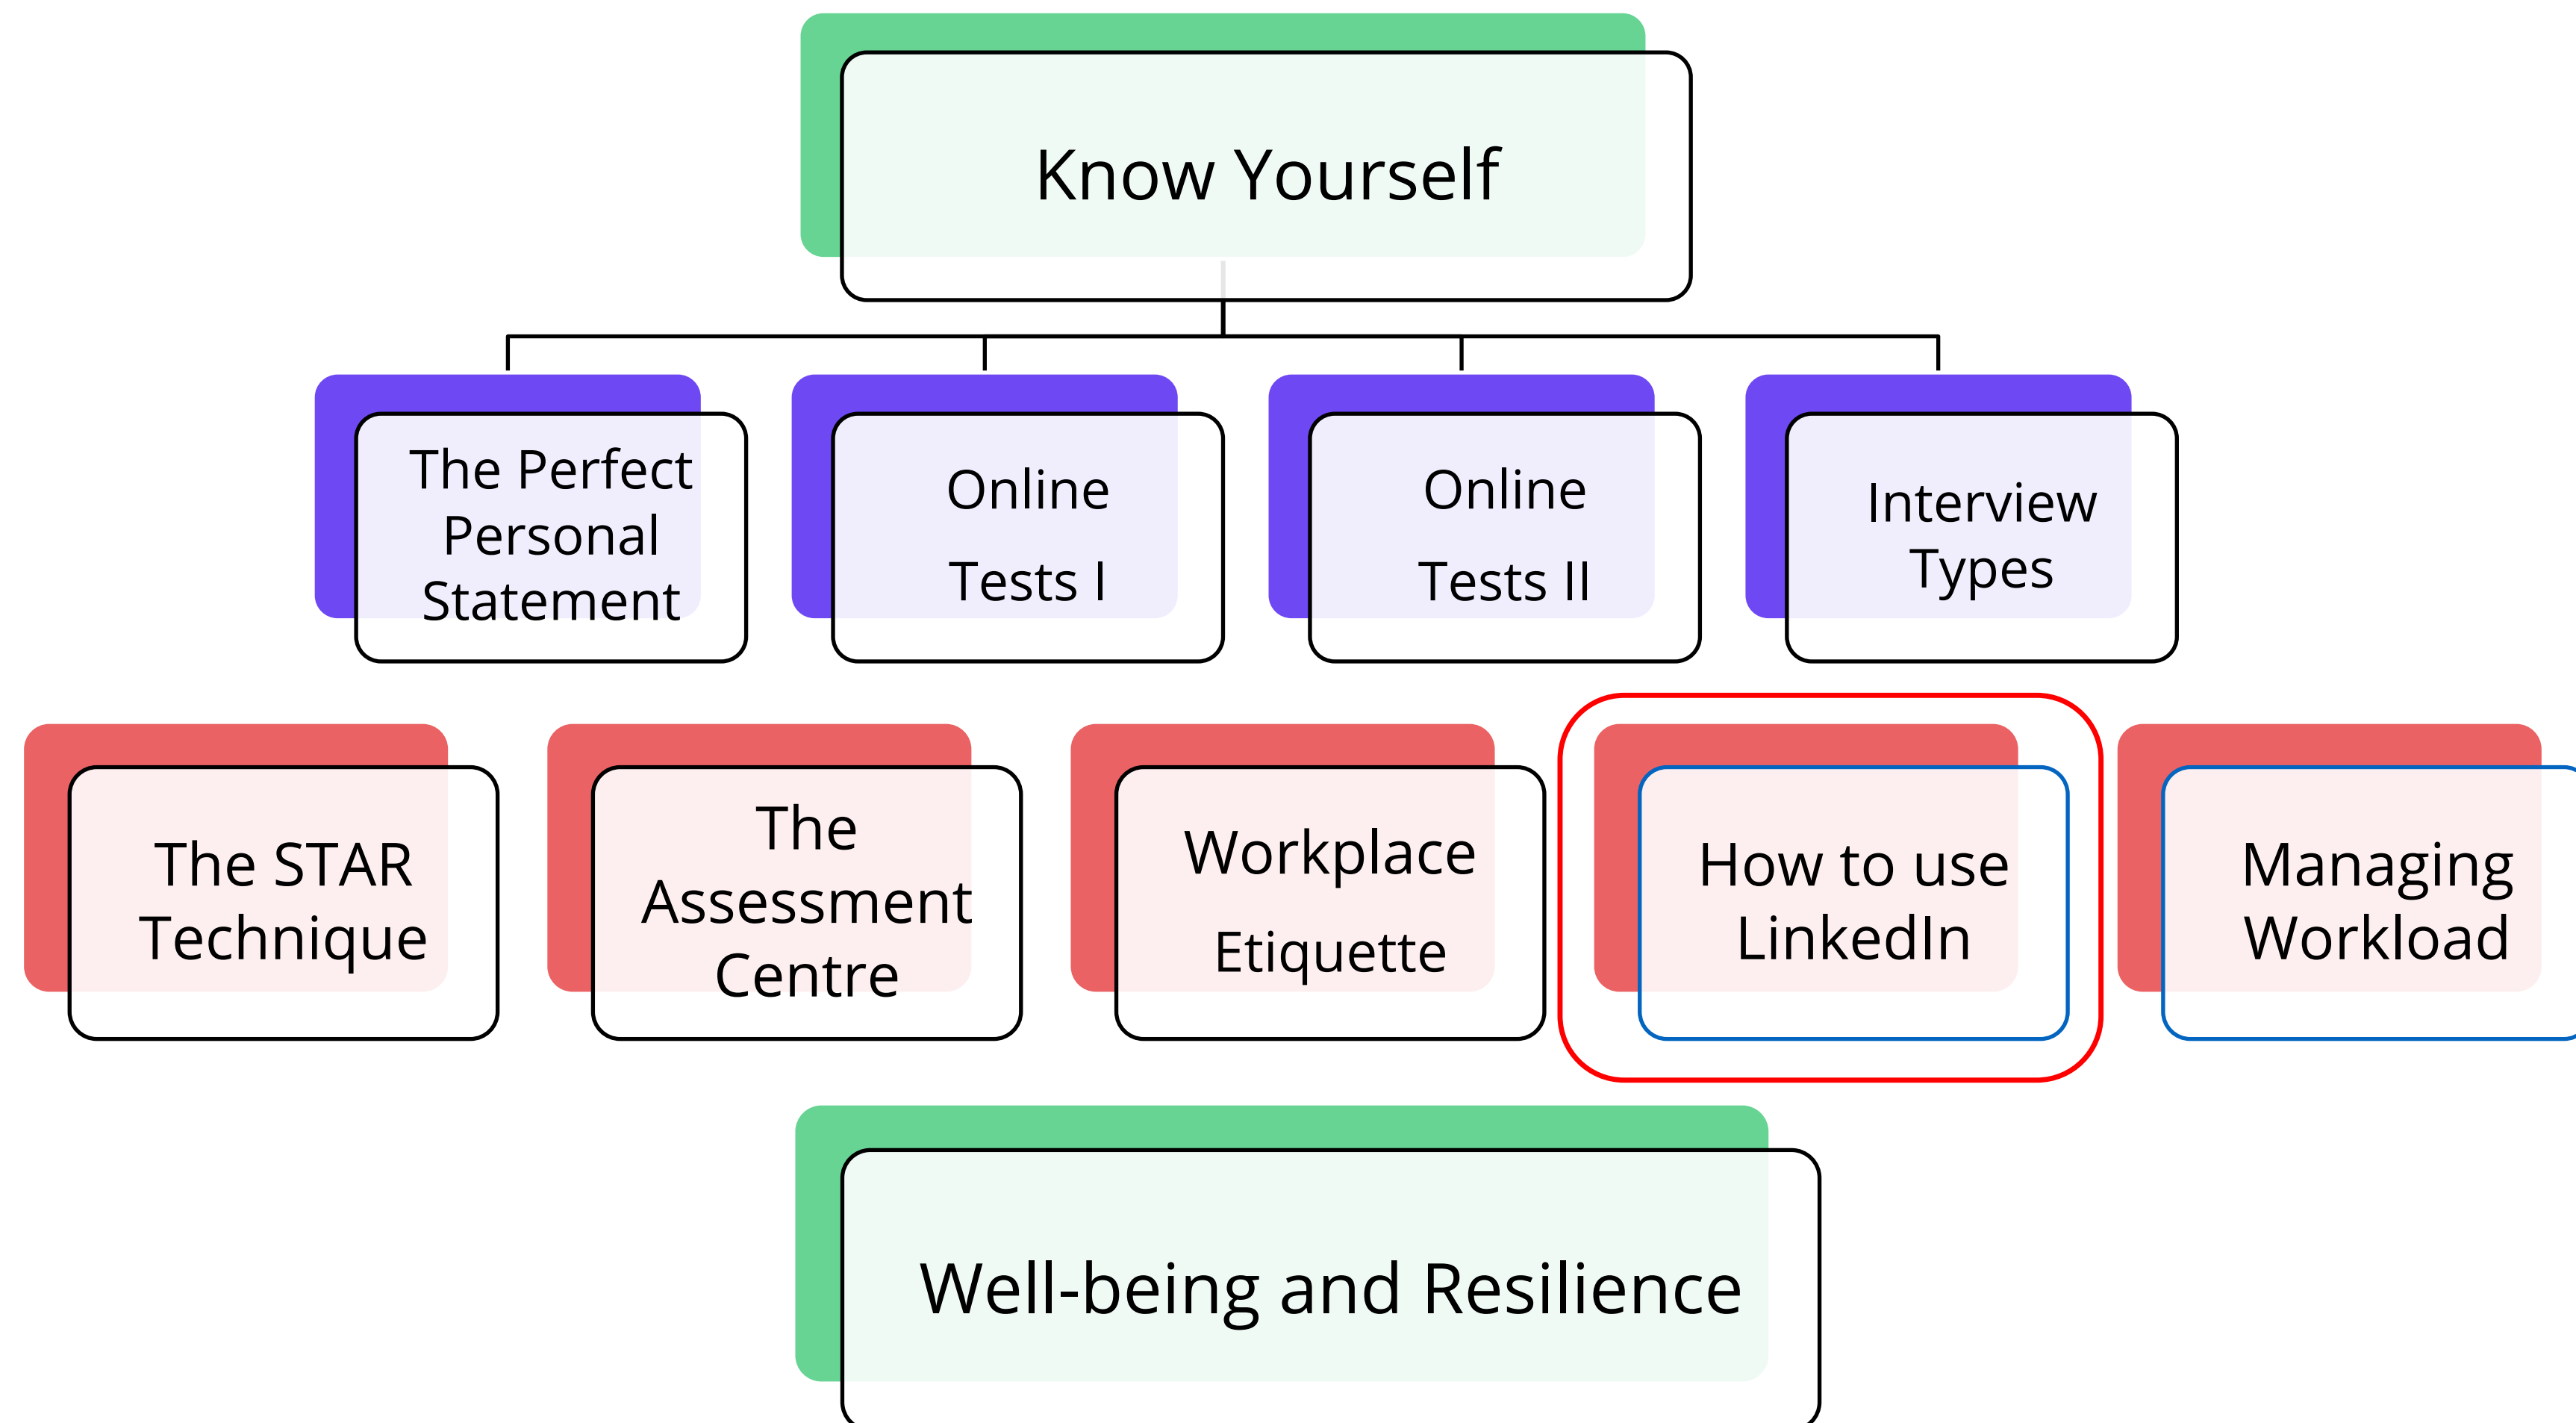 Know Yourself
The Perfect
Personal
Statement
Online
Tests I
Online
Tests II
Interview
Types
The STAR
Technique
The
Assessment
Centre
Workplace
Etiquette
How to use
LinkedIn
Managing
Workload
Well-being and Resilience